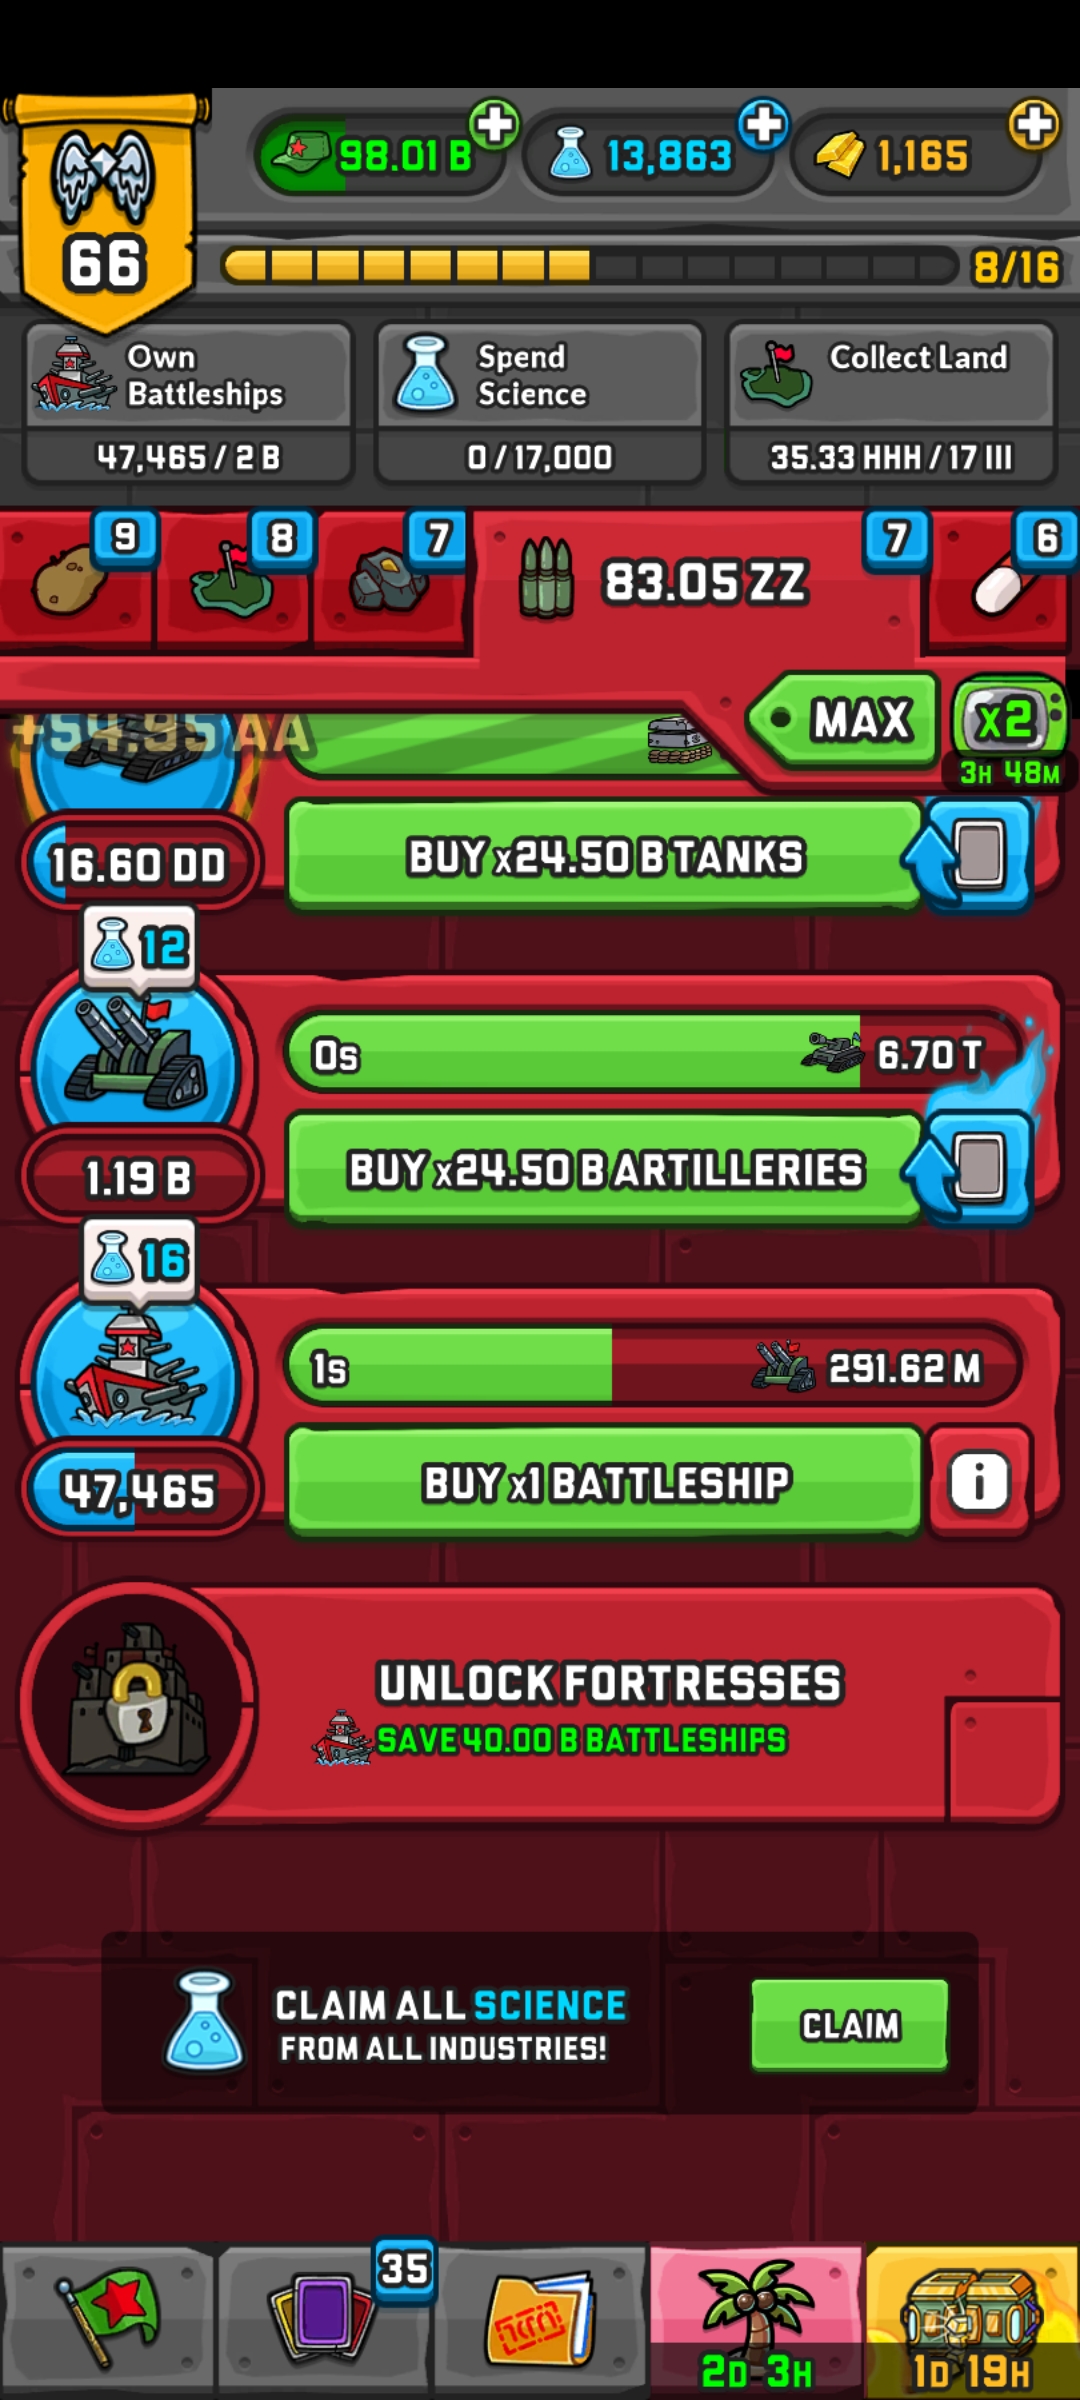 98.01 B
13,863
1,165
66
8/16
Own
Battleships
47,465 / 2 B
Spend
Science
0 / 17,000
Collect Land
35.33 HHH / 17 III
9
8
7
83.05 ZZ
7
6
MAX
x2
3H 48M
+54.95 AA
16.60 DD
BUY x24.50 B TANKS
12
0s
6.70 T
1.19 B
BUY x24.50 B ARTILLERIES
16
1s
291.62 M
47,465
BUY x1 BATTLESHIP
i
UNLOCK FORTRESSES
SAVE 40.00 B BATTLESHIPS
CLAIM ALL SCIENCE
FROM ALL INDUSTRIES!
CLAIM
35
2D 3H
1D 19H